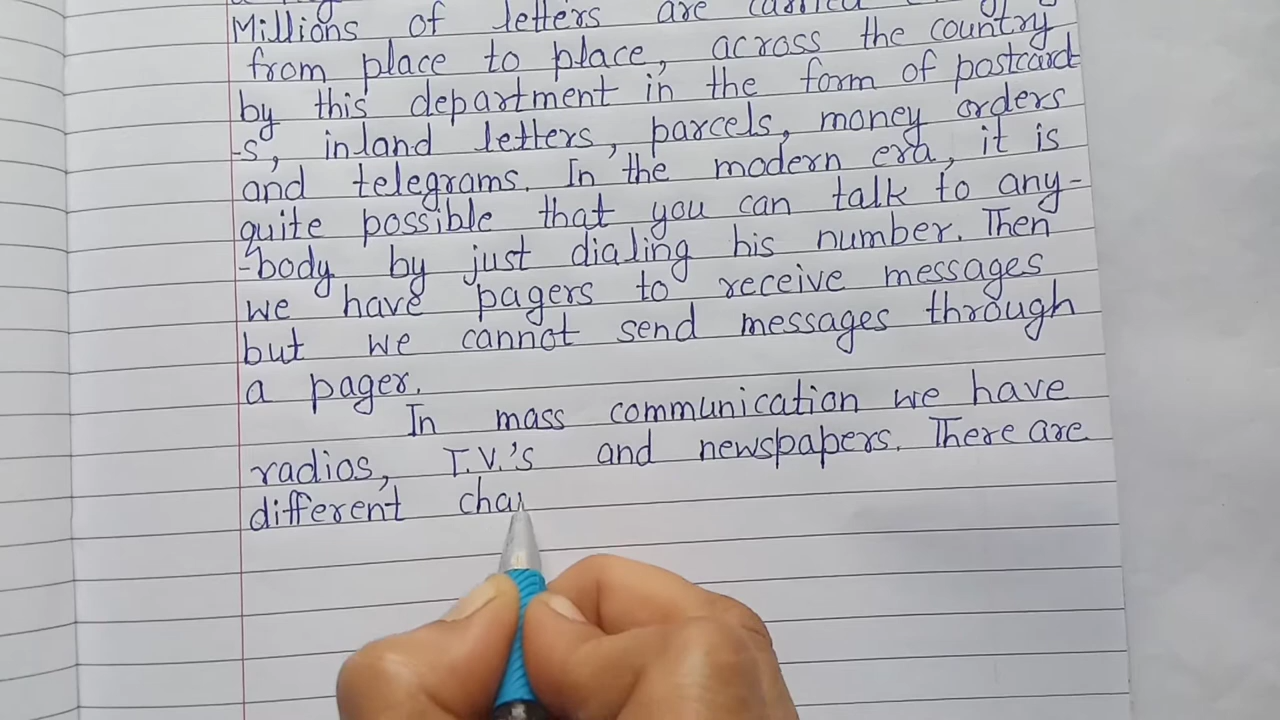 Millions of letters are carried
from place to place, across the country
by this department in the form of postcard
-s, inland letters, parcels, money orders
and telegrams. In the modern era, it is
quite possible that you can talk to any-
-body by just dialing his number. Then
we have pagers to receive messages
but we cannot send messages through
a pager.
In mass communication we have
radios, T.V.'s and newspapers. There are
different cha